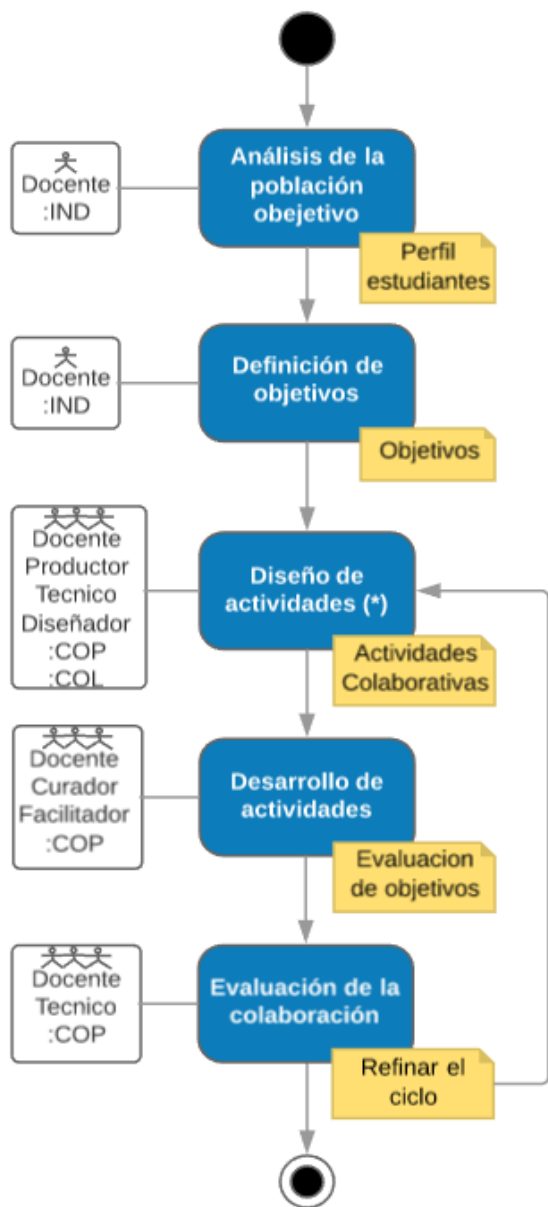 Análisis de la
población
obejetivo
Docente
:IND
Perfil
estudiantes
Definición de
objetivos
Docente
:IND
Objetivos
Diseño de
actividades (*)
Docente
Productor
Tecnico
Diseñador
:COP
:COL
Actividades
Colaborativas
Desarrollo de
actividades
Docente
Curador
Facilitador
:COP
Evaluacion
de objetivos
Evaluación de la
colaboración
Docente
Tecnico
:COP
Refinar el
ciclo